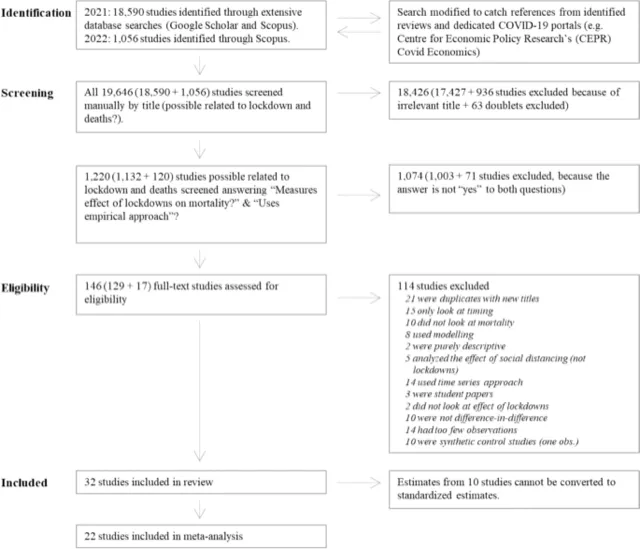 Identification
2021: 18,590 studies identified through extensive
database searches (Google Scholar and Scopus).
2022: 1,056 studies identified through Scopus.
Search modified to catch references from identified
reviews and dedicated COVID-19 portals (e.g.
Centre for Economic Policy Research's (CEPR)
Covid Economics)
Screening
All 19,646 (18,590 + 1,056) studies screened
manually by title (possible related to lockdown and
deaths?).
18,426 (17,427 + 936 studies excluded because of
irrelevant title + 63 doublets excluded)
1,220 (1,132 + 120) studies possible related to
lockdown and deaths screened answering "Measures
effect of lockdowns on mortality?" & "Uses
empirical approach"?
1,074 (1,003 + 71 studies excluded, because the
answer is not "yes" to both questions)
Eligibility
146 (129 + 17) full-text studies assessed for
eligibility
114 studies excluded
21 were duplicates with new titles
15 only look at timing
10 did not look at mortality
8 used modelling
2 were purely descriptive
5 analyzed the effect of social distancing (not
lockdowns)
14 used time series approach
3 were student papers
2 did not look at effect of lockdowns
10 were not difference-in-difference
14 had too few observations
10 were synthetic control studies (one obs.)
Included
32 studies included in review
Estimates from 10 studies cannot be converted to
standardized estimates.
22 studies included in meta-analysis